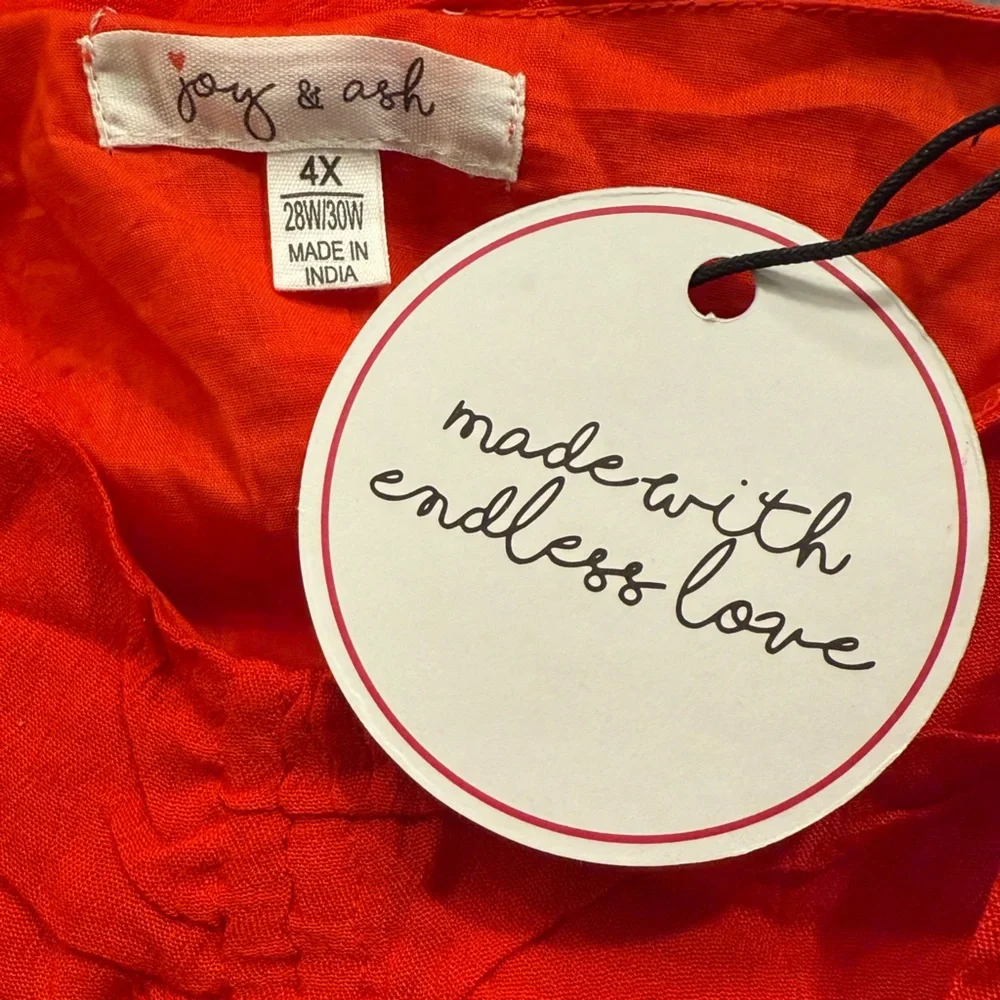 joy & ash
4X
28W/30W
MADE IN
INDIA
made with
endless love